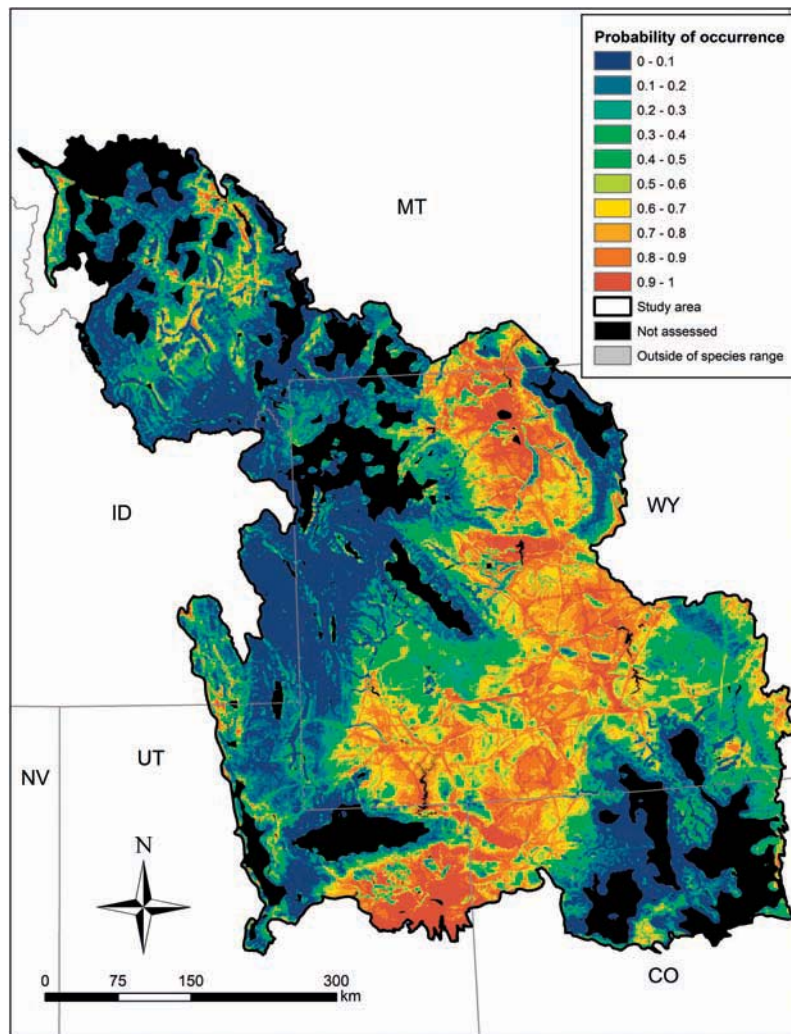 Probability of occurrence
0 - 0.1
0.1 - 0.2
0.2 - 0.3
0.3 - 0.4
0.4 - 0.5
0.5 - 0.6
0.6 - 0.7
0.7 - 0.8
0.8 - 0.9
0.9 - 1
Study area
Not assessed
Outside of species range
MT
ID
WY
NV
UT
N
CO
0 75 150 300
km